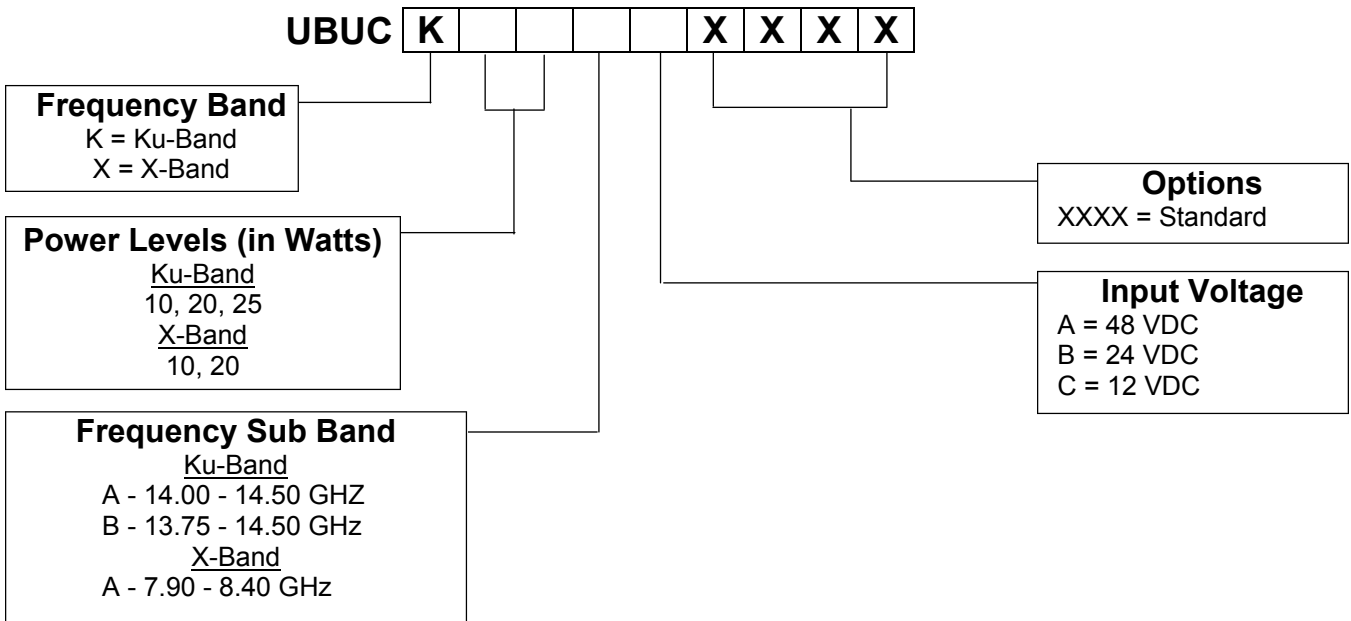 UBUC K X X X X
Frequency Band
K = Ku-Band
X = X-Band
Power Levels (in Watts)
Ku-Band
10, 20, 25
X-Band
10, 20
Frequency Sub Band
Ku-Band
A - 14.00 - 14.50 GHZ
B - 13.75 - 14.50 GHz
X-Band
A - 7.90 - 8.40 GHz
Options
XXXX = Standard
Input Voltage
A = 48 VDC
B = 24 VDC
C = 12 VDC